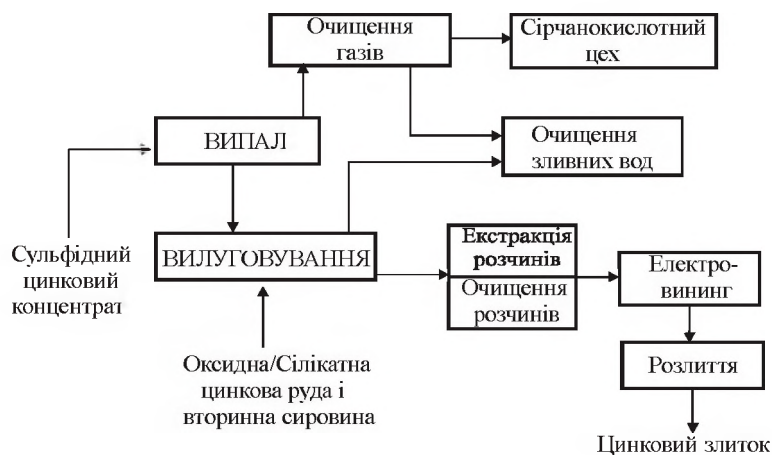 Очищення
газів
Сірчанокислотний
цех
ВИПАЛ
Очищення
зливних вод
Сульфідний
цинковий
концентрат
ВИЛУГОВУВАННЯ
Екстракція
розчинів
Очищення
розчинів
Електро-
вининг
Оксидна/Сілікатна
цинкова руда і
вторинна сировина
Розлиття
Цинковий злиток